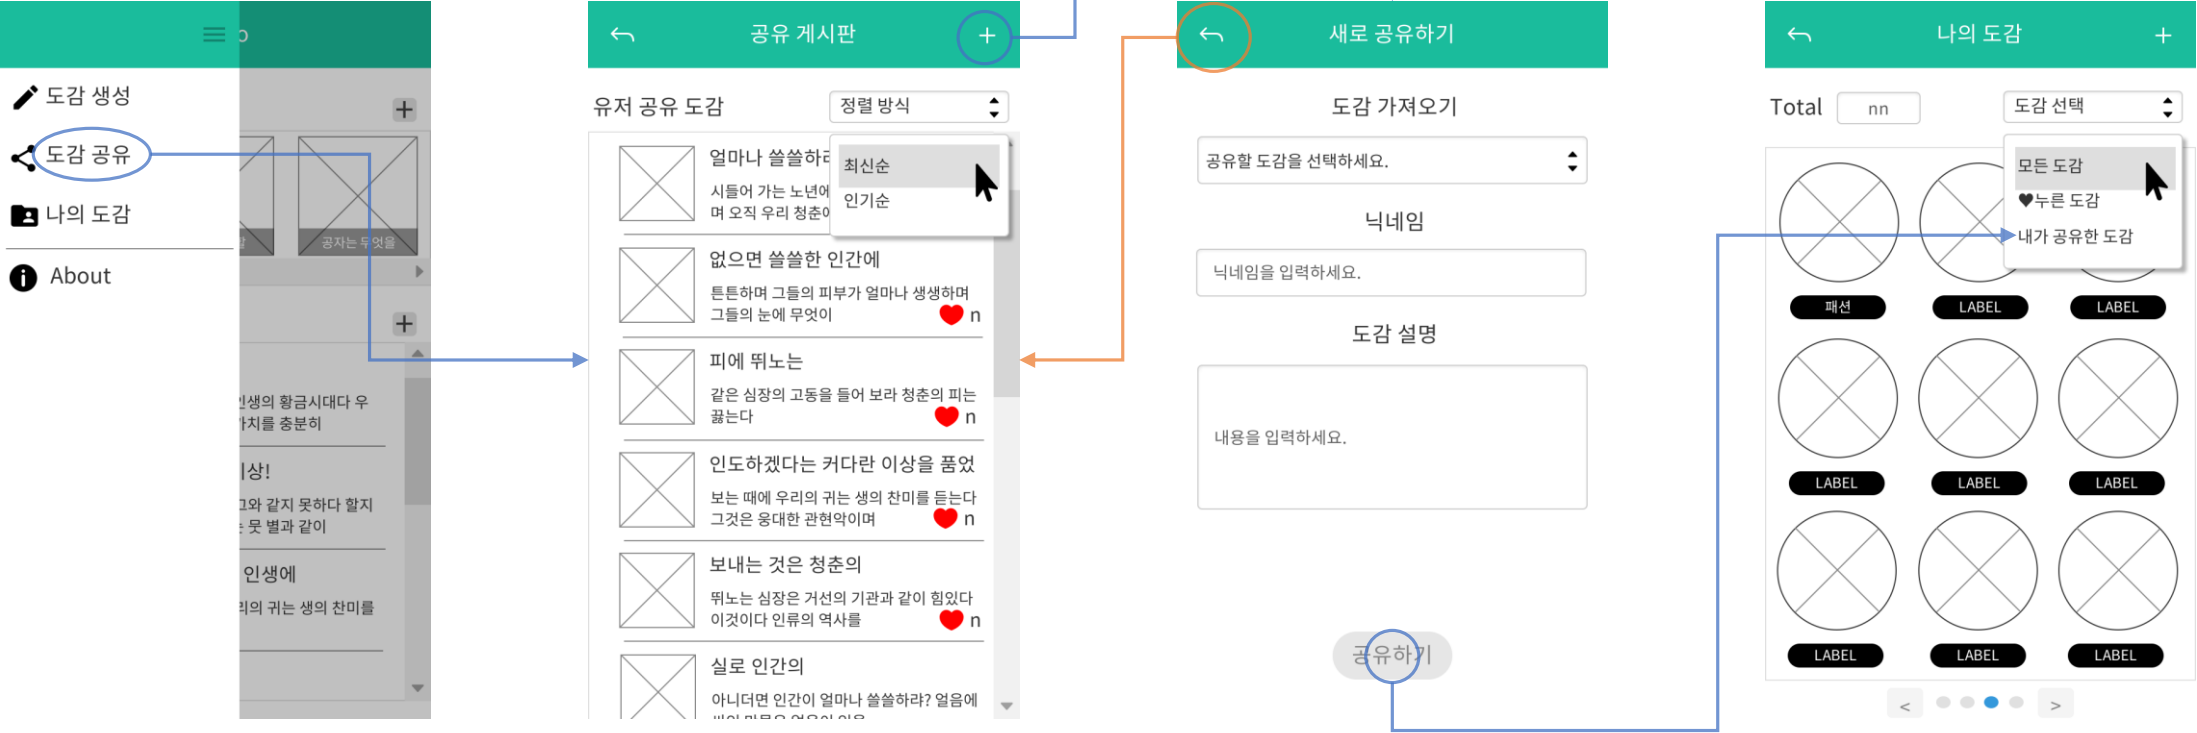 도감 생성
도감 공유
나의 도감
About
공자는 무엇을
인생의 황금시대다 우
가치를 충분히
이상!
그와 같지 못하다 할지
뭇 별과 같이
인생에
리의 귀는 생의 찬미를
공유 게시판
+
유저 공유 도감
정렬 방식
최신순
인기순
얼마나 쓸쓸하랴
시들어 가는 노년에
며 오직 우리 청춘에
없으면 쓸쓸한 인간에
튼튼하며 그들의 피부가 얼마나 생생하며
그들의 눈에 무엇이
n
피에 뛰노는
같은 심장의 고동을 들어 보라 청춘의 피는
끓는다
n
인도하겠다는 커다란 이상을 품었
보는 때에 우리의 귀는 생의 찬미를 듣는다
그것은 웅대한 관현악이며
n
보내는 것은 청춘의
뛰노는 심장은 거선의 기관과 같이 힘있다
이것이다 인류의 역사를
n
실로 인간의
아니더면 인간이 얼마나 쓸쓸하랴? 얼음에
새로 공유하기
도감 가져오기
공유할 도감을 선택하세요.
닉네임
닉네임을 입력하세요.
도감 설명
내용을 입력하세요.
공유하기
나의 도감
+
Total
nn
도감 선택
모든 도감
♥누른 도감
내가 공유한 도감
패션
LABEL
LABEL
LABEL
LABEL
LABEL
LABEL
LABEL
LABEL
<
>